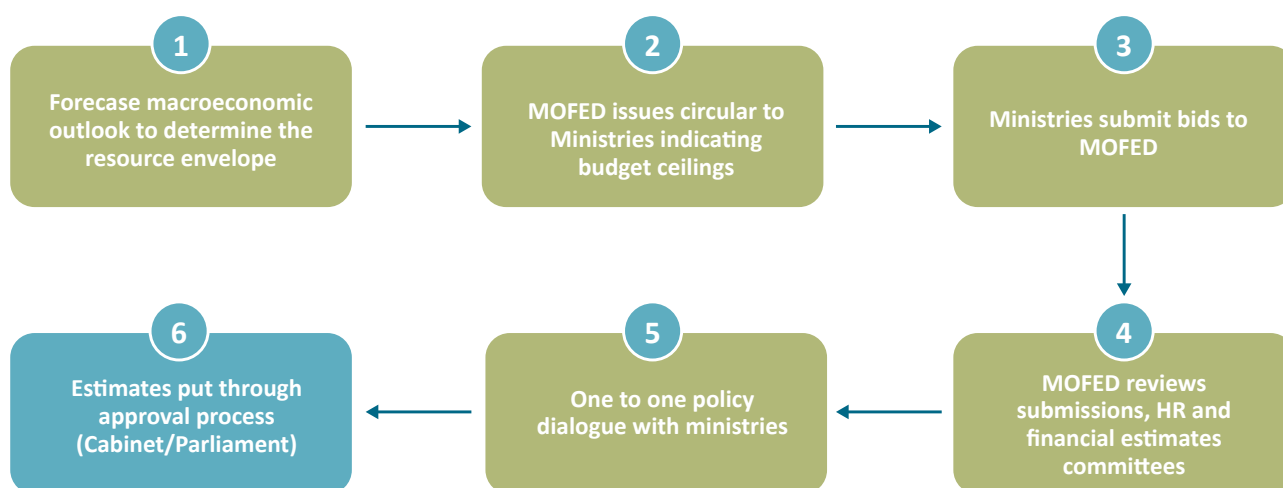 1
Forecase macroeconomic
outlook to determine the
resource envelope
2
MOFED issues circular to
Ministries indicating
budget ceilings
3
Ministries submit bids to
MOFED
4
MOFED reviews
submissions, HR and
financial estimates
committees
5
One to one policy
dialogue with ministries
6
Estimates put through
approval process
(Cabinet/Parliament)